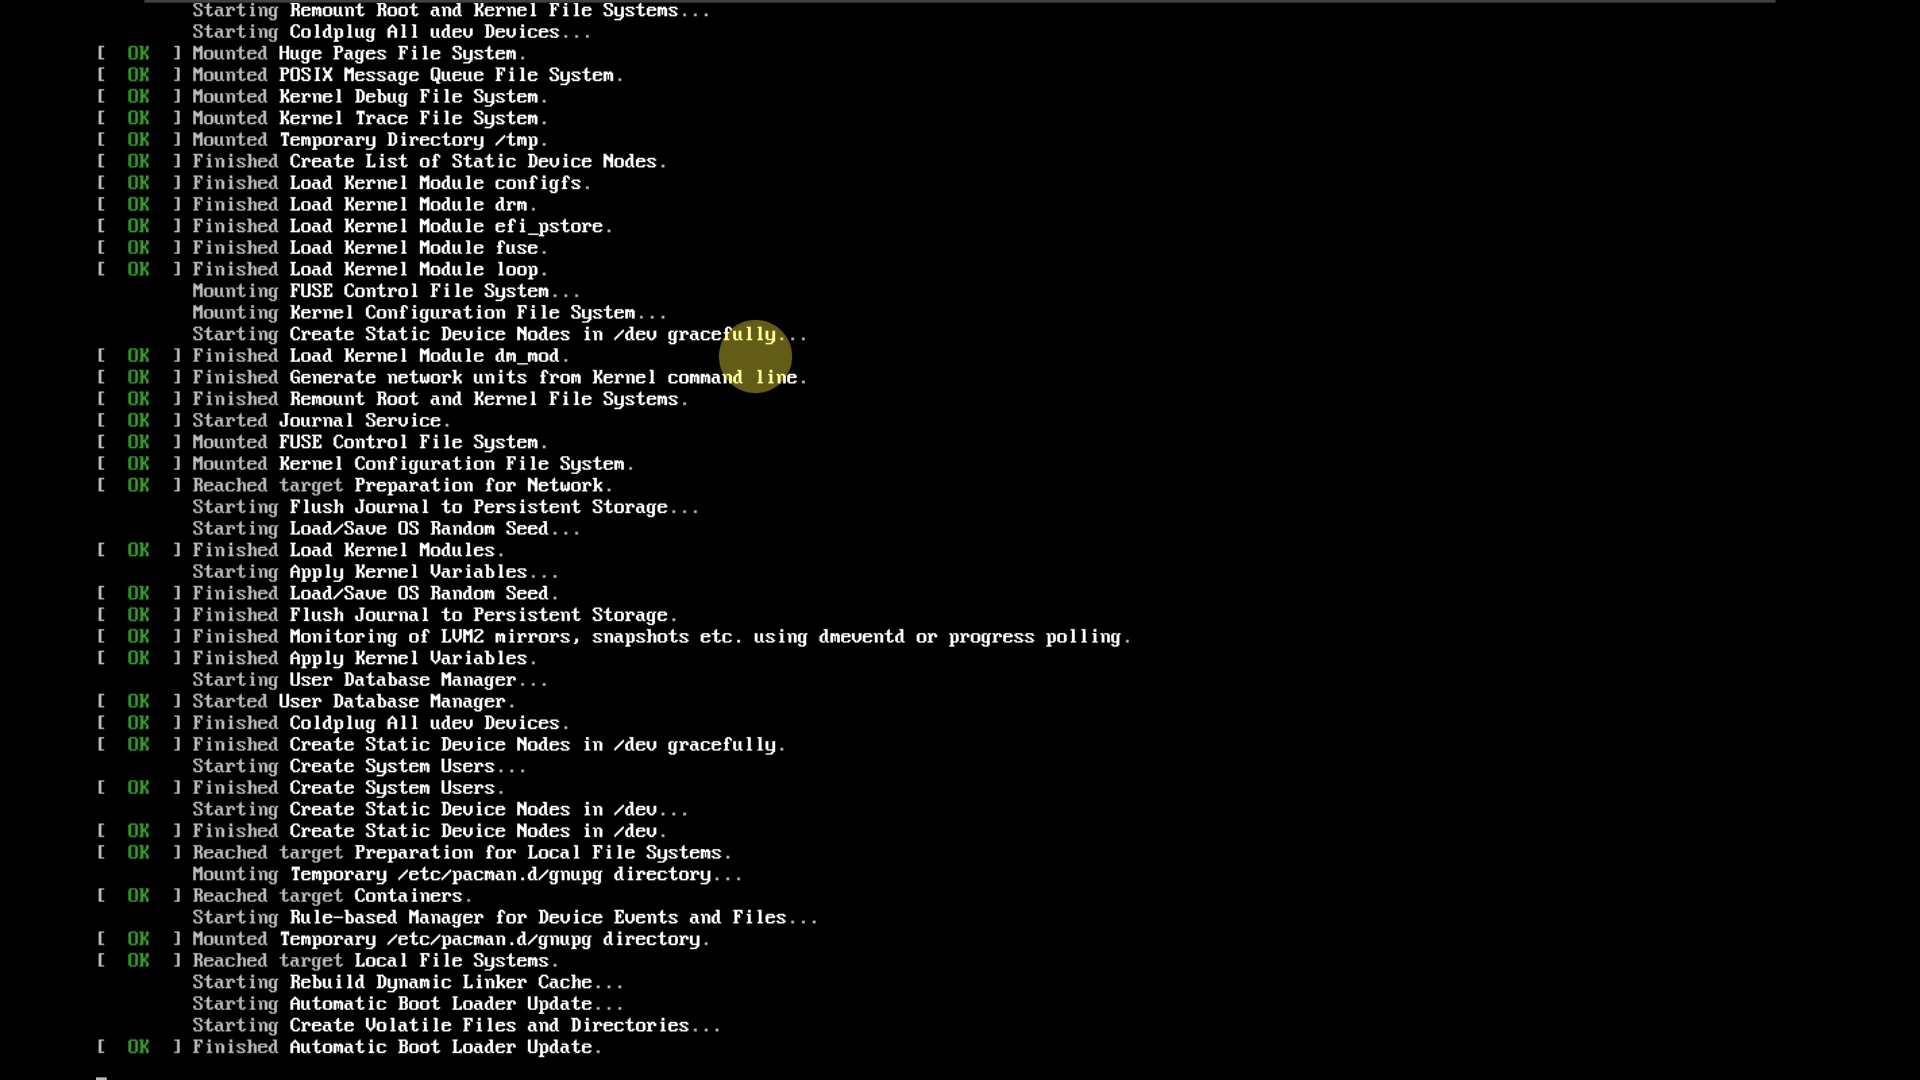 Starting Remount Root and Kernel File Systems...
Starting Coldplug All udev Devices...
[  OK  ] Mounted Huge Pages File System.
[  OK  ] Mounted POSIX Message Queue File System.
[  OK  ] Mounted Kernel Debug File System.
[  OK  ] Mounted Kernel Trace File System.
[  OK  ] Mounted Temporary Directory /tmp.
[  OK  ] Finished Create List of Static Device Nodes.
[  OK  ] Finished Load Kernel Module configfs.
[  OK  ] Finished Load Kernel Module drm.
[  OK  ] Finished Load Kernel Module efi_pstore.
[  OK  ] Finished Load Kernel Module fuse.
[  OK  ] Finished Load Kernel Module loop.
Mounting FUSE Control File System...
Mounting Kernel Configuration File System...
Starting Create Static Device Nodes in /dev gracefully...
[  OK  ] Finished Load Kernel Module dm_mod.
[  OK  ] Finished Generate network units from Kernel command line.
[  OK  ] Finished Remount Root and Kernel File Systems.
[  OK  ] Started Journal Service.
[  OK  ] Mounted FUSE Control File System.
[  OK  ] Mounted Kernel Configuration File System.
[  OK  ] Reached target Preparation for Network.
Starting Flush Journal to Persistent Storage...
Starting Load/Save OS Random Seed...
[  OK  ] Finished Load Kernel Modules.
Starting Apply Kernel Variables...
[  OK  ] Finished Load/Save OS Random Seed.
[  OK  ] Finished Flush Journal to Persistent Storage.
[  OK  ] Finished Monitoring of LVM2 mirrors, snapshots etc. using dmeventd or progress polling.
[  OK  ] Finished Apply Kernel Variables.
Starting User Database Manager...
[  OK  ] Started User Database Manager.
[  OK  ] Finished Coldplug All udev Devices.
[  OK  ] Finished Create Static Device Nodes in /dev gracefully.
Starting Create System Users...
[  OK  ] Finished Create System Users.
Starting Create Static Device Nodes in /dev...
[  OK  ] Finished Create Static Device Nodes in /dev.
[  OK  ] Reached target Preparation for Local File Systems.
Mounting Temporary /etc/pacman.d/gnupg directory...
[  OK  ] Reached target Containers.
Starting Rule-based Manager for Device Events and Files...
[  OK  ] Mounted Temporary /etc/pacman.d/gnupg directory.
[  OK  ] Reached target Local File Systems.
Starting Rebuild Dynamic Linker Cache...
Starting Automatic Boot Loader Update...
Starting Create Volatile Files and Directories...
[  OK  ] Finished Automatic Boot Loader Update.